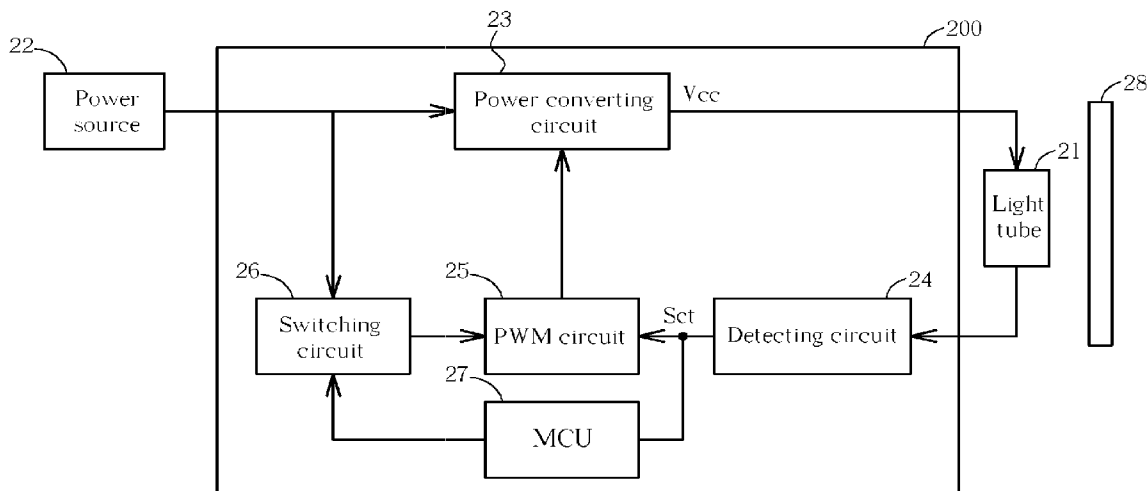 23
200
22
Power
source
Power converting
circuit
Vcc
28
21
Light
tube
26
25
24
Switching
circuit
PWM circuit
Sct
Detecting circuit
27
MCU